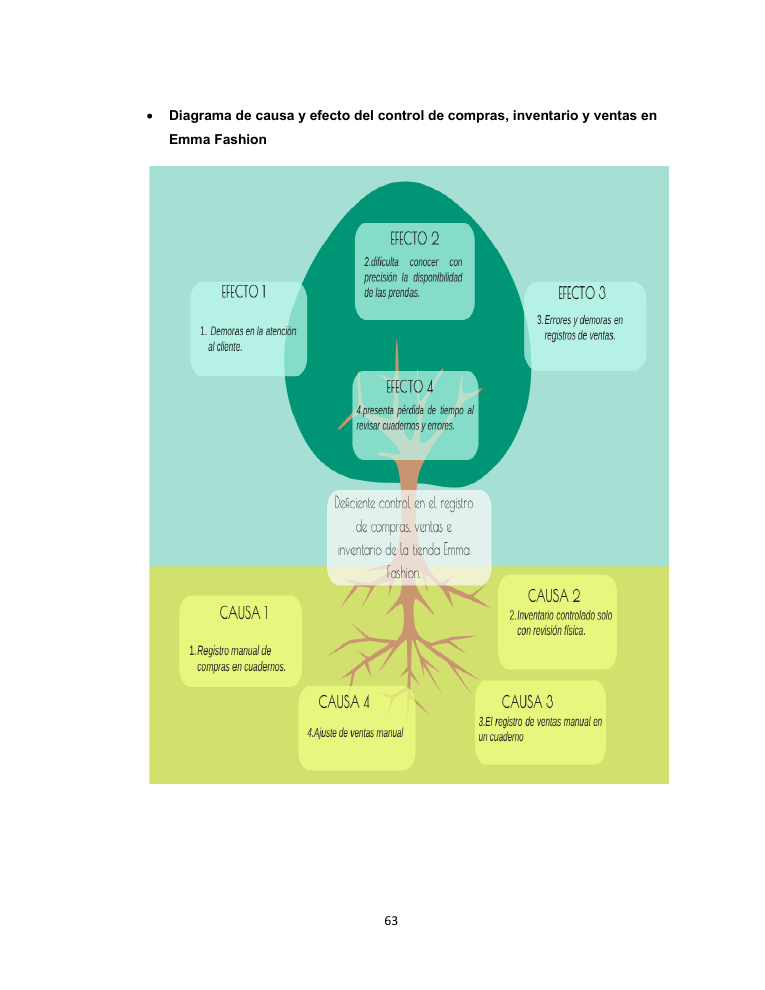 • Diagrama de causa y efecto del control de compras, inventario y ventas en
Emma Fashion
EFECTO 2
2.dificulta conocer con
precisión la disponibilidad
de las prendas.
EFECTO 1
1. Demoras en la atención
al cliente.
EFECTO 3
3.Errores y demoras en
registros de ventas.
EFECTO 4
4.presenta pérdida de tiempo al
revisar cuadernos y errores.
Deficiente control en el registro
de compras, ventas e
inventario de la tienda Emma
Fashion.
CAUSA 1
1.Registro manual de
compras en cuadernos.
CAUSA 2
2.Inventario controlado solo
con revisión física.
CAUSA 4
4.Ajuste de ventas manual
CAUSA 3
3.El registro de ventas manual en
un cuaderno
63